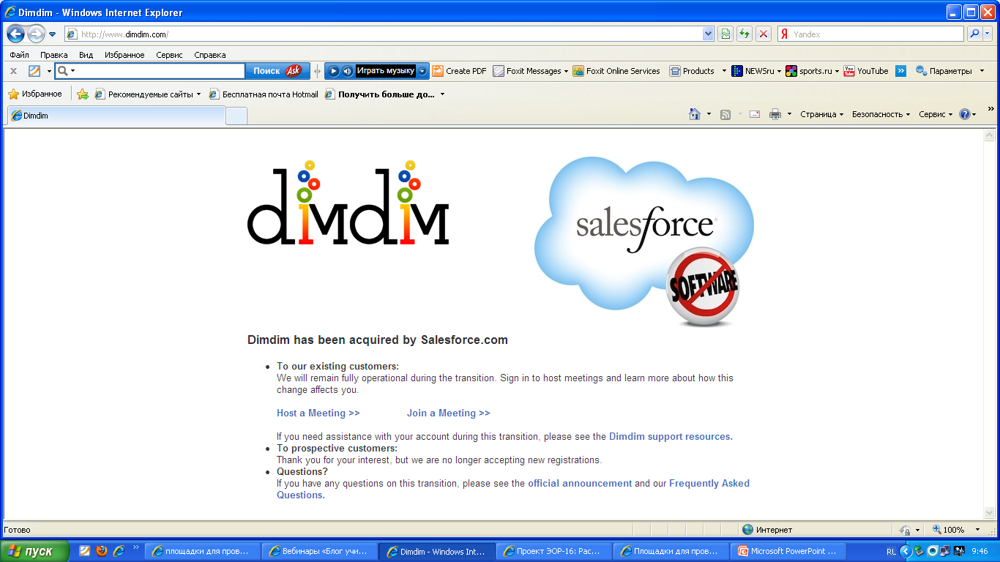 Dimdim - Windows Internet Explorer
http://www.dimdim.com/
Yandex
Файл Правка Вид Избранное Сервис Справка
Поиск Ask Играть музыку Create PDF Foxit Messages Foxit Online Services Products NEWSru sports.ru YouTube Параметры
Избранное Рекомендуемые сайты Бесплатная почта Hotmail Получить больше до...
Dimdim
Страница Безопасность Сервис
dimdim
salesforce
SOFTWARE
Dimdim has been acquired by Salesforce.com
To our existing customers:
We will remain fully operational during the transition. Sign in to host meetings and learn more about how this
change affects you.
Host a Meeting >> Join a Meeting >>
If you need assistance with your account during this transition, please see the Dimdim support resources.
To prospective customers:
Thank you for your interest, but we are no longer accepting new registrations.
Questions?
If you have any questions on this transition, please see the official announcement and our Frequently Asked
Questions.
Готово Интернет 100%
пуск площадки для пров... Вебинары «Блог учи... Dimdim - Windows Int... Проект ЭОР-16: Рас... Площадки для пров... Microsoft PowerPoint ... RL 9:46